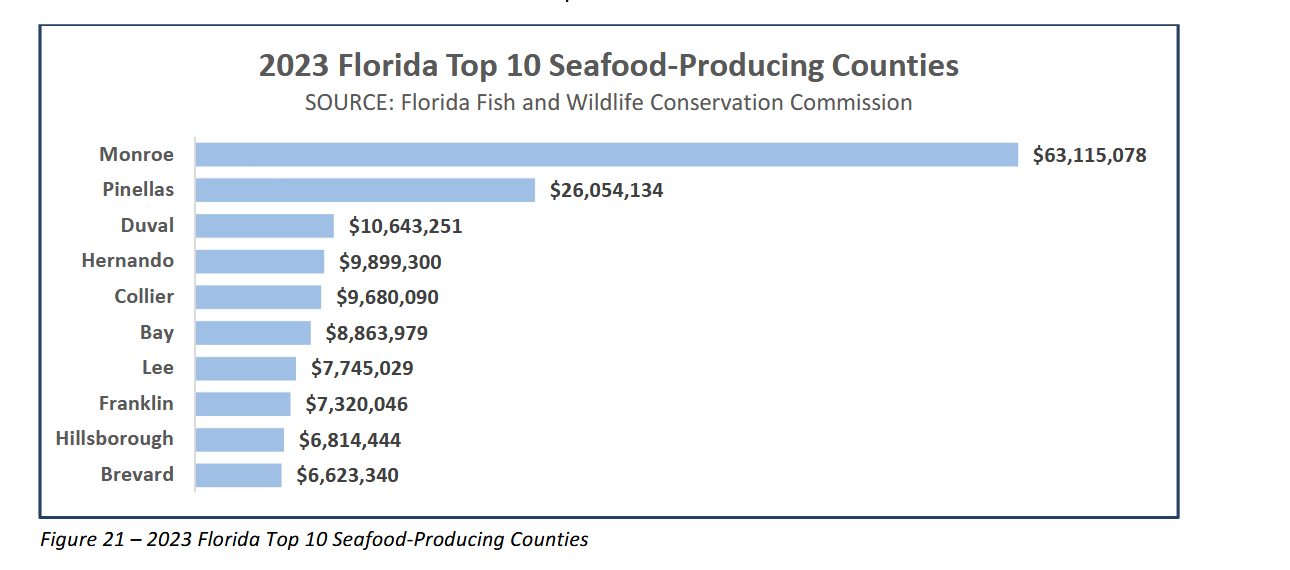 2023 Florida Top 10 Seafood-Producing Counties
SOURCE: Florida Fish and Wildlife Conservation Commission
Monroe $63,115,078
Pinellas $26,054,134
Duval $10,643,251
Hernando $9,899,300
Collier $9,680,090
Bay $8,863,979
Lee $7,745,029
Franklin $7,320,046
Hillsborough $6,814,444
Brevard $6,623,340
Figure 21 – 2023 Florida Top 10 Seafood-Producing Counties